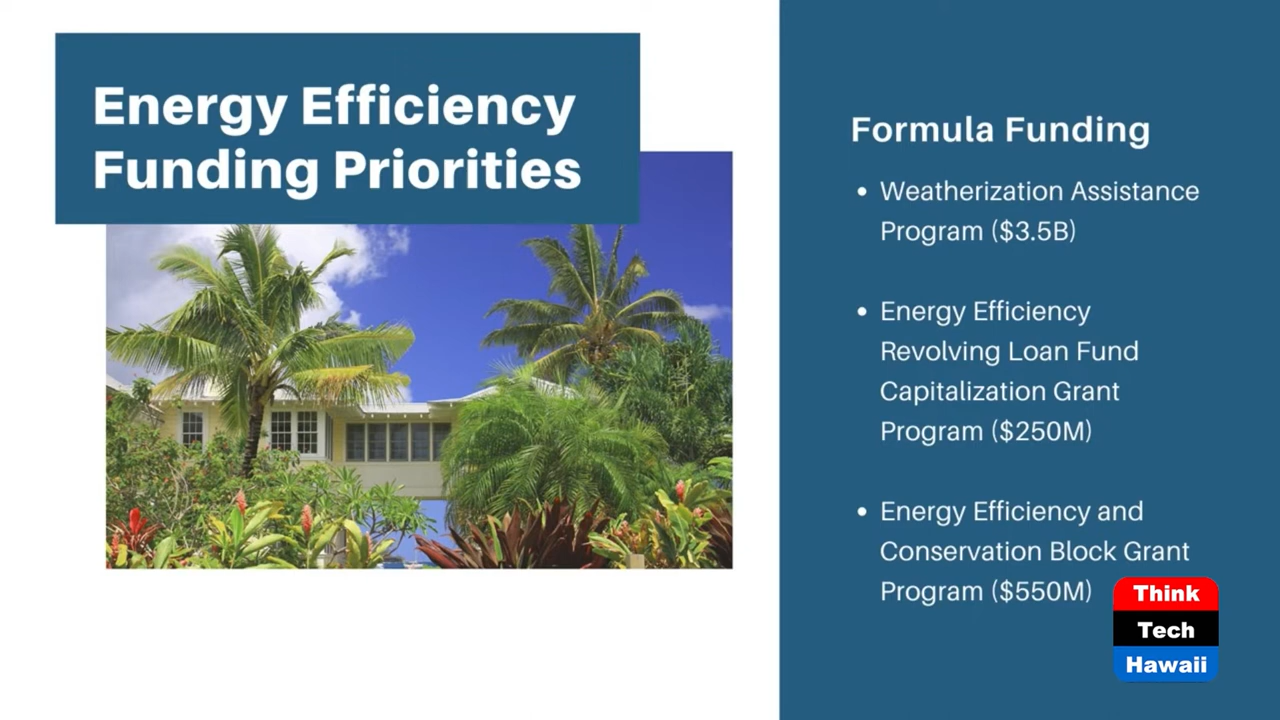 Energy Efficiency
Funding Priorities
Formula Funding
• Weatherization Assistance
Program ($3.5B)
• Energy Efficiency
Revolving Loan Fund
Capitalization Grant
Program ($250M)
• Energy Efficiency and
Conservation Block Grant
Program ($550M)
Think
Tech
Hawaii